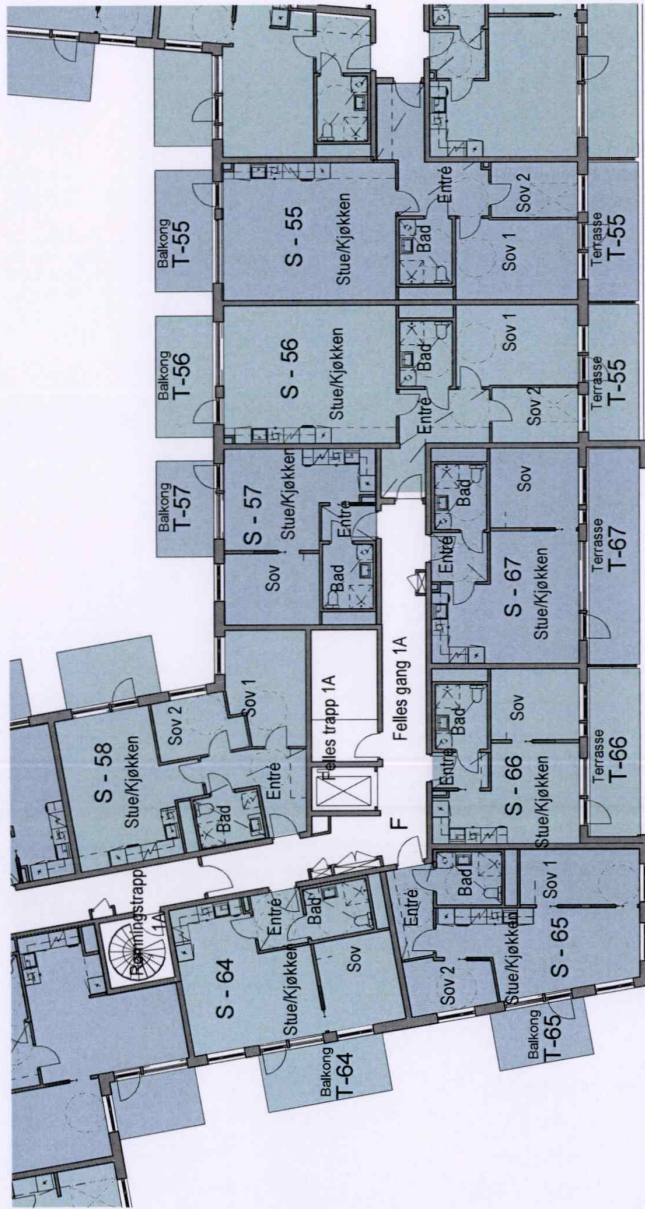 Balkong
T-55
S - 55
Stue/Kjøkken
Entré
Bad
Sov 2
Sov 1
Terrasse
T-55
Balkong
T-56
S - 56
Stue/Kjøkken
Bad
Entré
Sov 1
Sov 2
Terrasse
T-55
Balkong
T-57
S - 57
Stue/Kjøkken
Sov
Entré
Bad
Bad
Entré
Sov
S - 67
Stue/Kjøkken
Terrasse
T-67
Felles trapp 1A
Felles gang 1A
F
S - 58
Stue/Kjøkken
Sov 2
Sov 1
Bad
Entré
Bad
Entré
Sov
S - 66
Stue/Kjøkken
Terrasse
T-66
Rømningstrapp
1A
S - 64
Stue/Kjøkken
Entré
Bad
Sov
Balkong
T-64
Entré
Bad
Sov 1
Sov 2
Stue/Kjøkken
S - 65
Balkong
T-65